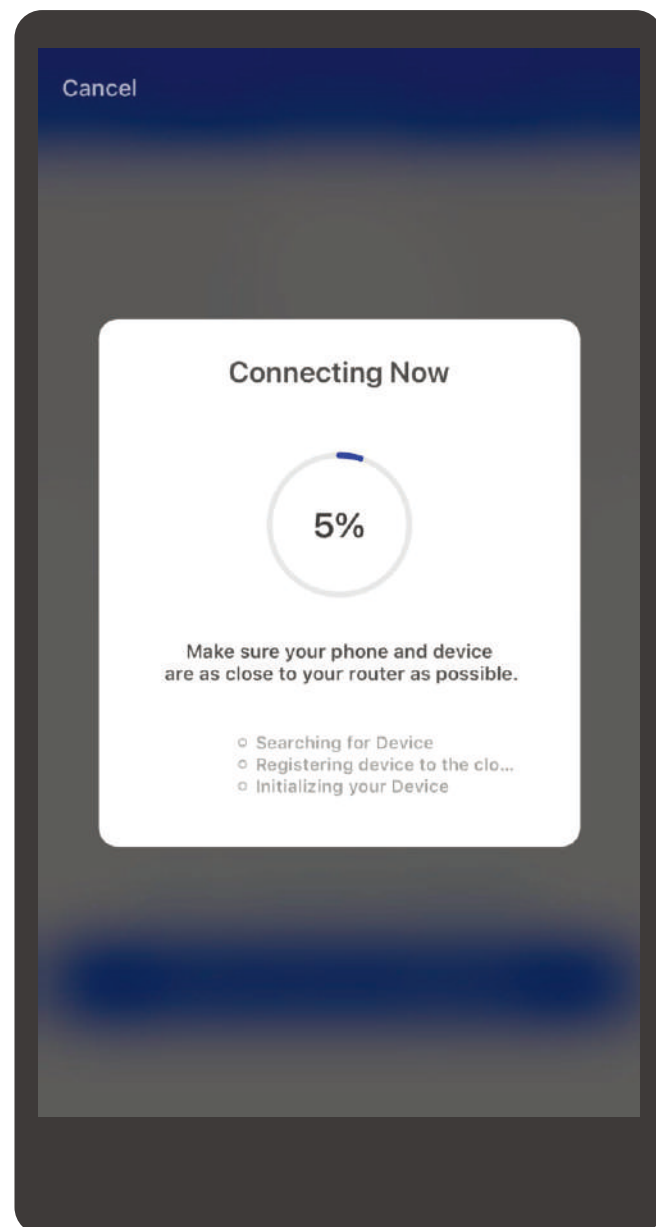 Cancel
Connecting Now
5%
Make sure your phone and device
are as close to your router as possible.
Searching for Device
Registering device to the clo...
Initializing your Device